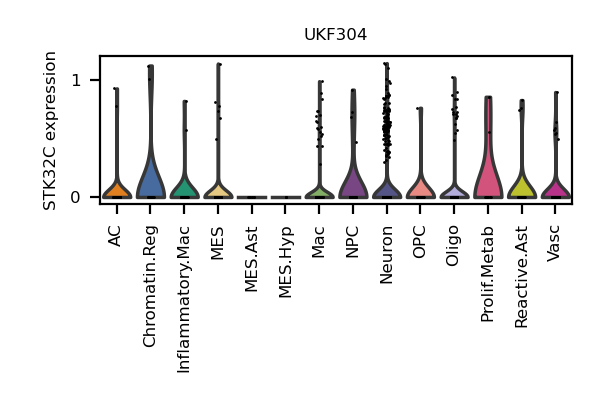 UKF304
STK32C expression
1
0
AC
Chromatin.Reg
Inflammatory.Mac
MES
MES.Ast
MES.Hyp
Mac
NPC
Neuron
OPC
Oligo
Prolif.Metab
Reactive.Ast
Vasc